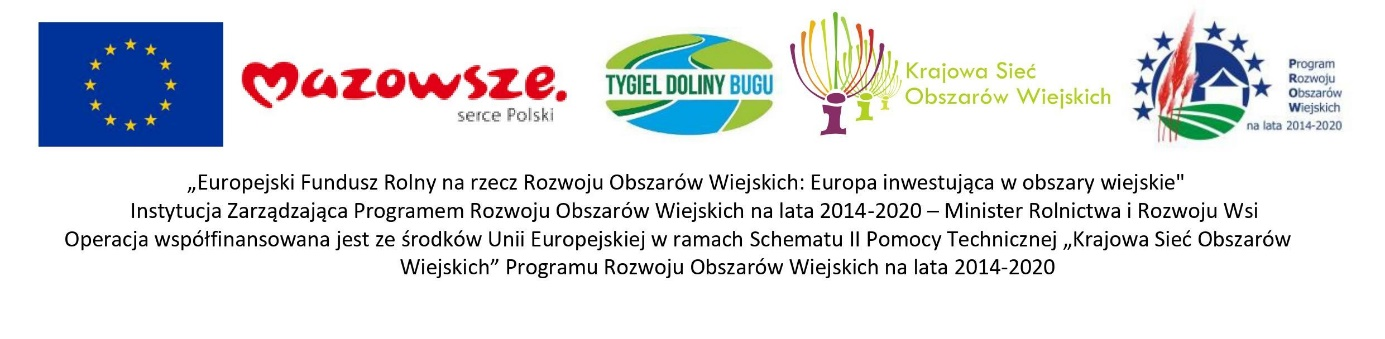 mazowsze.
serce Polski
TYGIEL DOLINY BUGU
Krajowa Sieć
Obszarów Wiejskich
Program
Rozwoju
Obszarów
Wiejskich
na lata 2014-2020
„Europejski Fundusz Rolny na rzecz Rozwoju Obszarów Wiejskich: Europa inwestująca w obszary wiejskie"
Instytucja Zarządzająca Programem Rozwoju Obszarów Wiejskich na lata 2014-2020 – Minister Rolnictwa i Rozwoju Wsi
Operacja współfinansowana jest ze środków Unii Europejskiej w ramach Schematu II Pomocy Technicznej „Krajowa Sieć Obszarów
Wiejskich” Programu Rozwoju Obszarów Wiejskich na lata 2014-2020